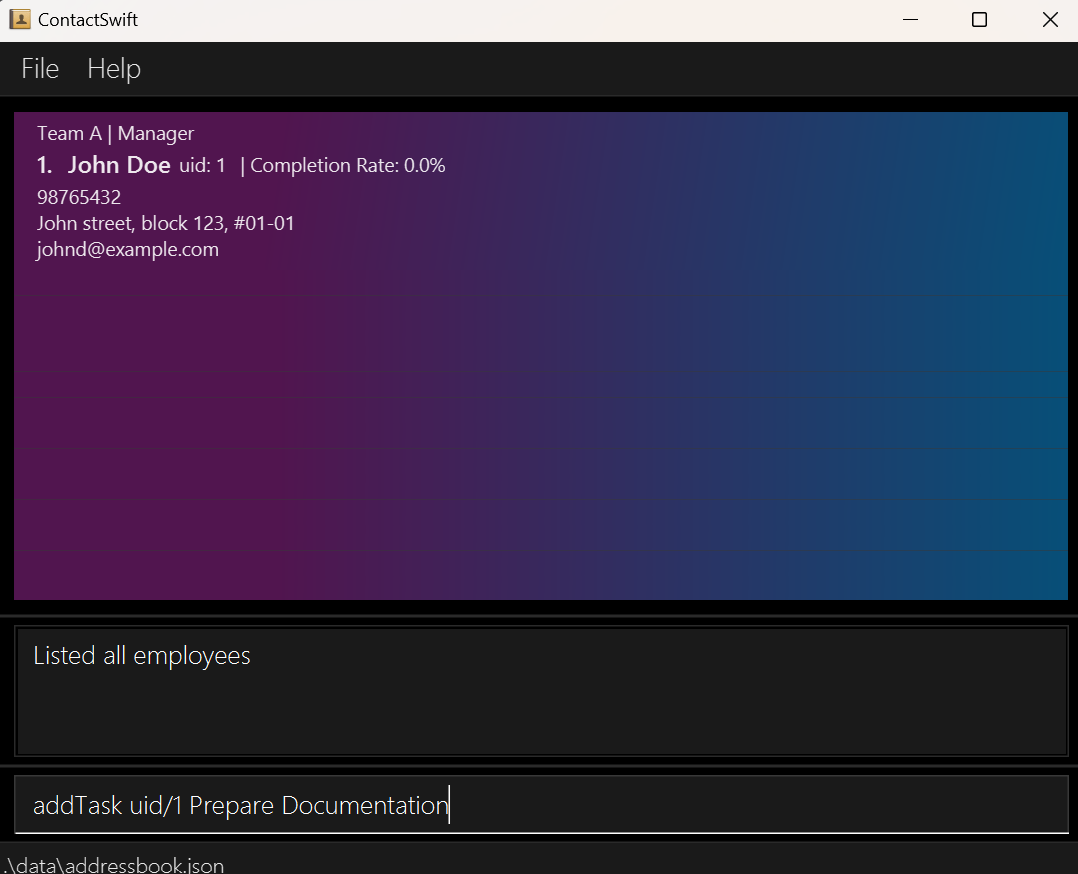 ContactSwift
File Help
Team A | Manager
1. John Doe uid: 1 | Completion Rate: 0.0%
98765432
John street, block 123, #01-01
johnd@example.com
Listed all employees
addTask uid/1 Prepare Documentation
.\data\addressbook.json